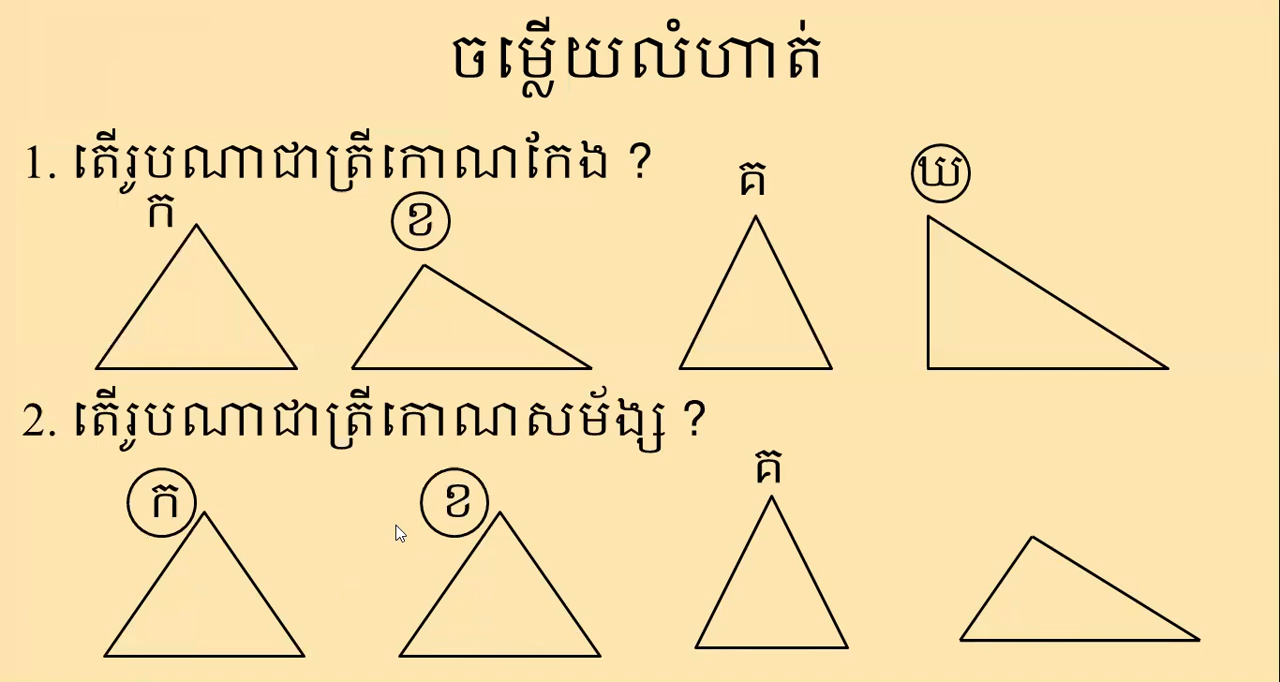 ចម្លើយលំហាត់
1. តើរូបណាជាត្រីកោណកែង ?
ក ខ គ ឃ
2. តើរូបណាជាត្រីកោណសម័ង្ស ?
ក ខ គ